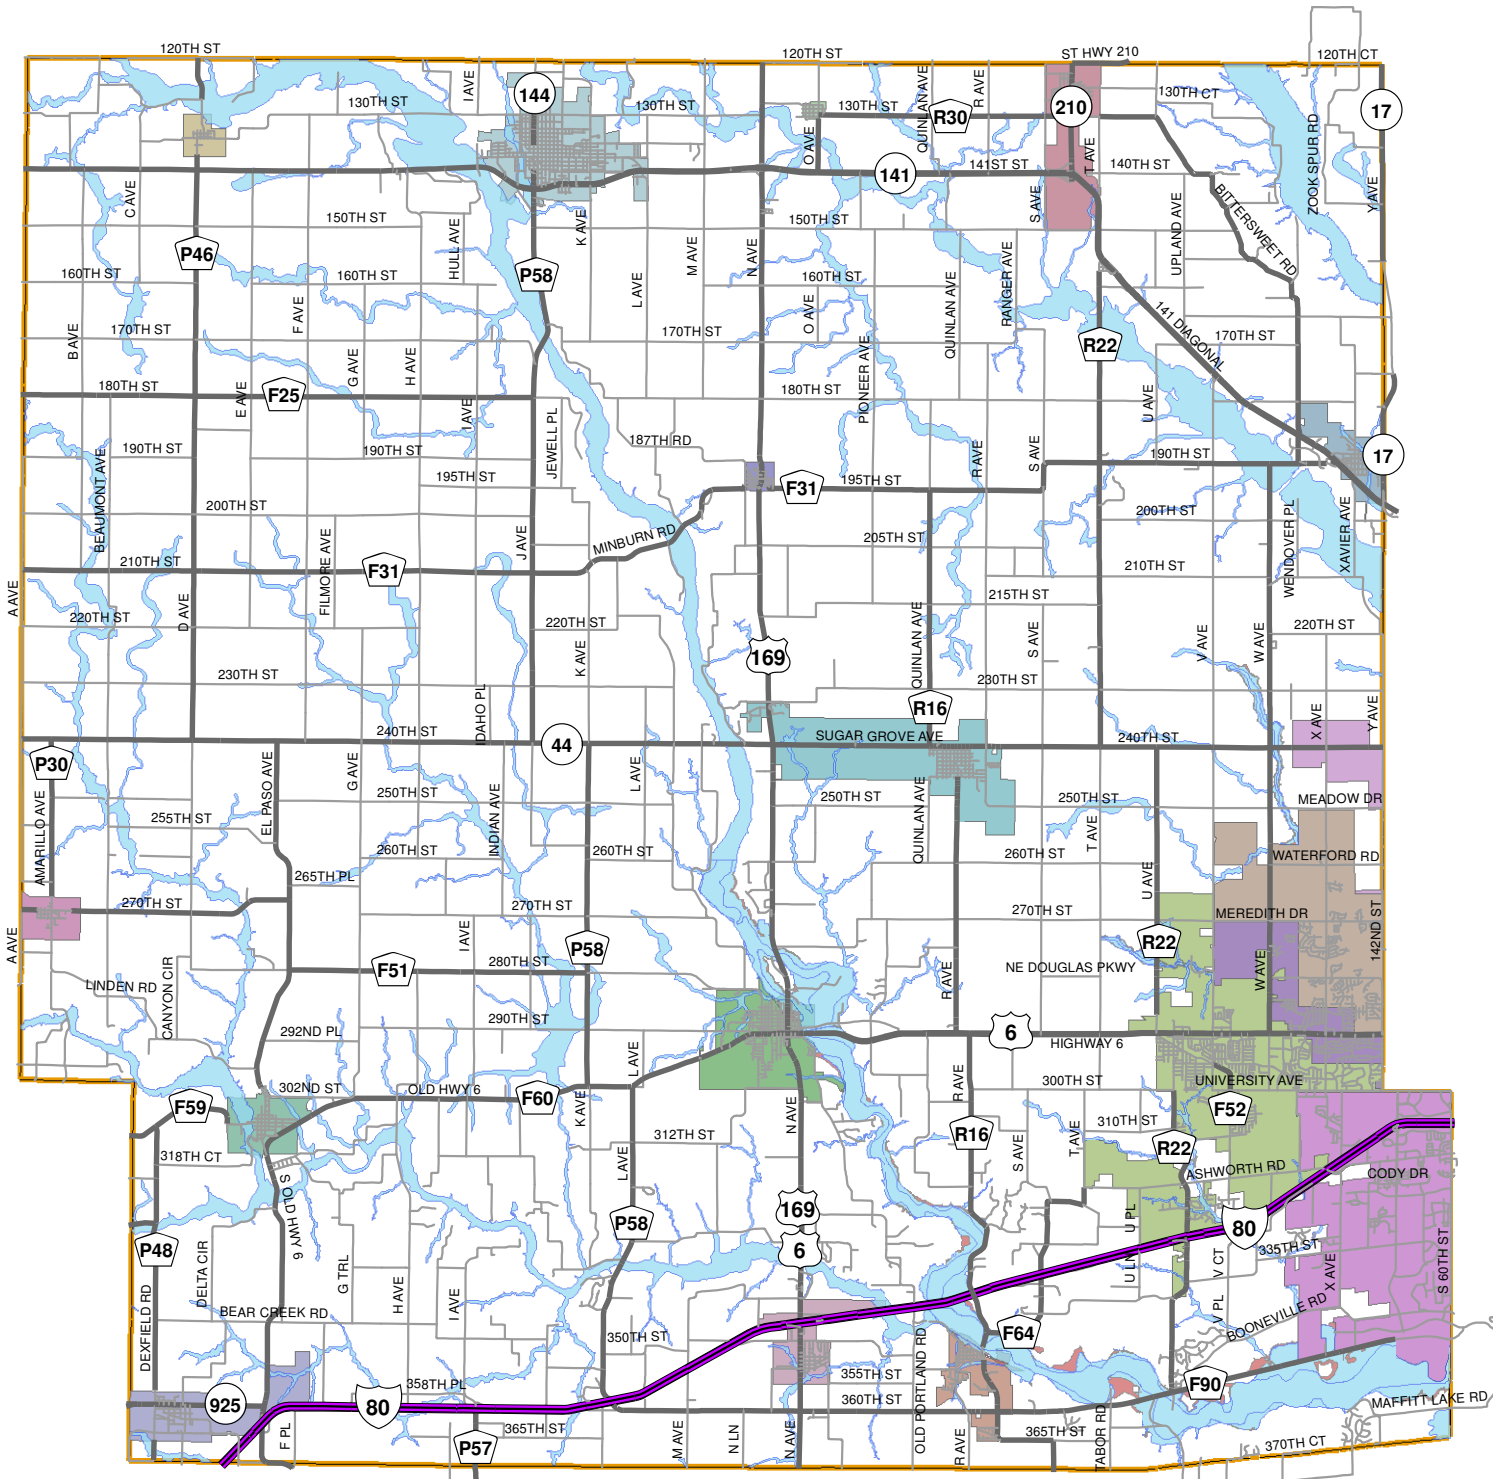 120TH ST
120TH ST
ST HWY 210
120TH CT
I AVE
144
130TH ST
130TH ST
130TH ST
QUINLAN AVE
R30
R AVE
210
130TH CT
17
O AVE
141
141ST ST
T AVE
140TH ST
ZOOK SPUR RD
Y AVE
C AVE
150TH ST
K AVE
150TH ST
S AVE
BITTERSWEET RD
P46
HULL AVE
M AVE
N AVE
UPLAND AVE
160TH ST
160TH ST
P58
L AVE
160TH ST
RANGER AVE
F AVE
O AVE
QUINLAN AVE
141 DIAGONAL
B AVE
170TH ST
170TH ST
170TH ST
R22
G AVE
H AVE
PIONEER AVE
180TH ST
F25
180TH ST
E AVE
I AVE
U AVE
JEWELL PL
187TH RD
190TH ST
190TH ST
S AVE
190TH ST
17
BEAUMONT AVE
195TH ST
F31
195TH ST
R AVE
200TH ST
200TH ST
WENDOVER PL
XAVIER AVE
FILMORE AVE
J AVE
MINBURN RD
205TH ST
210TH ST
F31
210TH ST
A AVE
D AVE
215TH ST
220TH ST
220TH ST
QUINLAN AVE
S AVE
V AVE
W AVE
220TH ST
K AVE
169
230TH ST
230TH ST
IDAHO PL
R16
X AVE
Y AVE
240TH ST
44
SUGAR GROVE AVE
240TH ST
P30
EL PASO AVE
G AVE
L AVE
AMARILLO AVE
250TH ST
250TH ST
QUINLAN AVE
250TH ST
MEADOW DR
255TH ST
INDIAN AVE
T AVE
260TH ST
260TH ST
260TH ST
WATERFORD RD
265TH PL
U AVE
270TH ST
270TH ST
270TH ST
MEREDITH DR
A AVE
I AVE
P58
R22
142ND ST
CANYON CIR
F51
280TH ST
R AVE
NE DOUGLAS PKWY
W AVE
LINDEN RD
292ND PL
290TH ST
6
HIGHWAY 6
L AVE
302ND ST
OLD HWY 6
F60
K AVE
R AVE
300TH ST
UNIVERSITY AVE
F59
N AVE
F52
312TH ST
R16
S AVE
T AVE
310TH ST
R22
318TH CT
L AVE
ASHWORTH RD
CODY DR
S OLD HWY 6
P58
169
6
U PL
80
335TH ST
P48
DELTA CIR
G TRL
U LN
V CT
X AVE
S 60TH ST
DEXFIELD RD
BEAR CREEK RD
H AVE
I AVE
V PL
BOONEVILLE RD
350TH ST
F64
OLD PORTLAND RD
355TH ST
358TH PL
F90
925
80
360TH ST
MAFFITT LAKE RD
F PL
P57
365TH ST
M AVE
N LN
N AVE
R AVE
365TH ST
TABOR RD
370TH CT